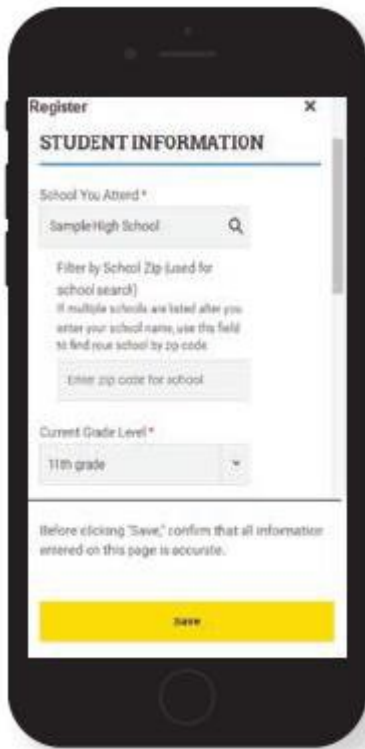 Register ×
STUDENT INFORMATION
School You Attend *
Sample High School
Filter by School Zip (used for
school search)
If multiple schools are listed after you
enter your school name, use this field
to find your school by zip code
Enter zip code for school
Current Grade Level *
11th grade
Before clicking "Save," confirm that all information
entered on this page is accurate.
Save